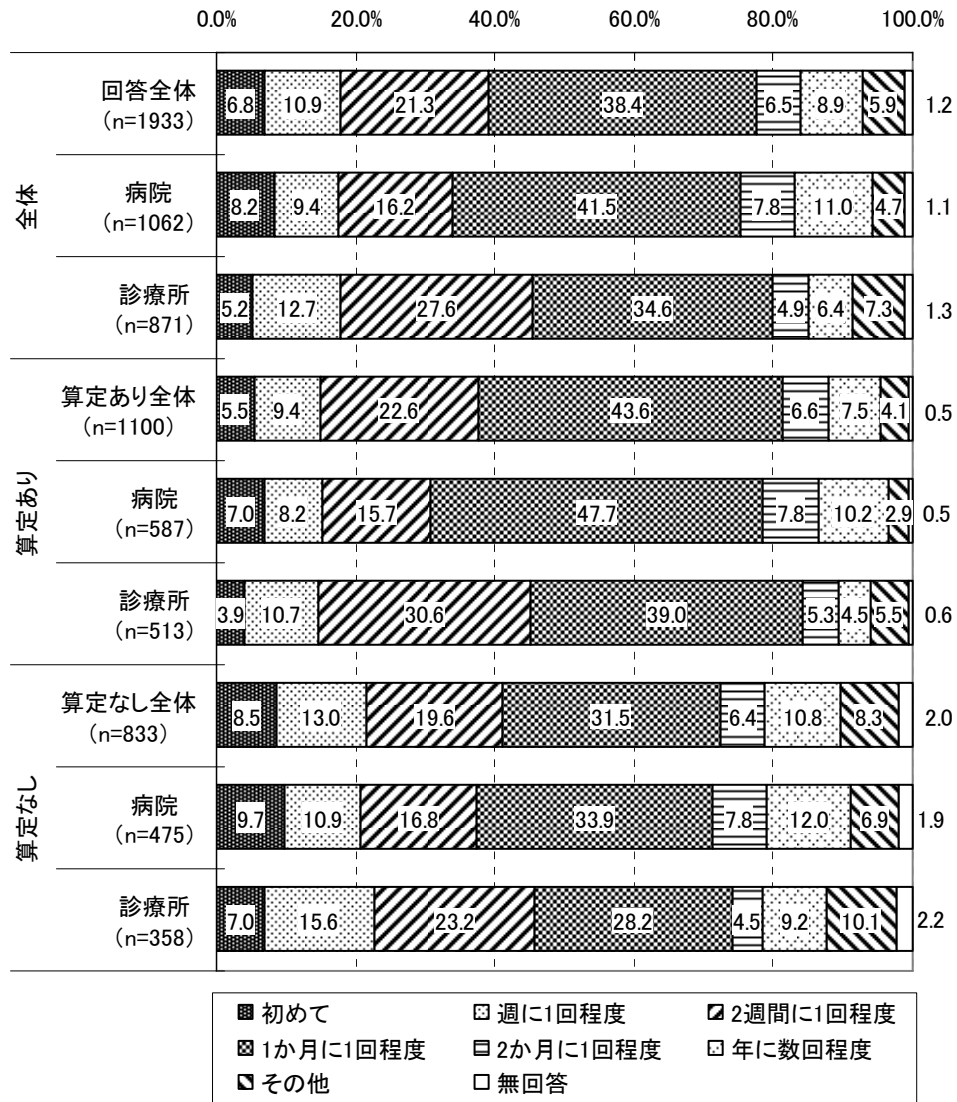 0.0% 20.0% 40.0% 60.0% 80.0% 100.0%
全体
回答全体
(n=1933)
6.8 10.9 21.3 38.4 6.5 8.9 5.9 1.2
病院
(n=1062)
8.2 9.4 16.2 41.5 7.8 11.0 4.7 1.1
診療所
(n=871)
5.2 12.7 27.6 34.6 4.9 6.4 7.3 1.3
算定あり
算定あり全体
(n=1100)
5.5 9.4 22.6 43.6 6.6 7.5 4.1 0.5
病院
(n=587)
7.0 8.2 15.7 47.7 7.8 10.2 2.9 0.5
診療所
(n=513)
3.9 10.7 30.6 39.0 5.3 4.5 5.5 0.6
算定なし
算定なし全体
(n=833)
8.5 13.0 19.6 31.5 6.4 10.8 8.3 2.0
病院
(n=475)
9.7 10.9 16.8 33.9 7.8 12.0 6.9 1.9
診療所
(n=358)
7.0 15.6 23.2 28.2 4.5 9.2 10.1 2.2
初めて 週に1回程度 2週間に1回程度
1か月に1回程度 2か月に1回程度 年に数回程度
その他 無回答